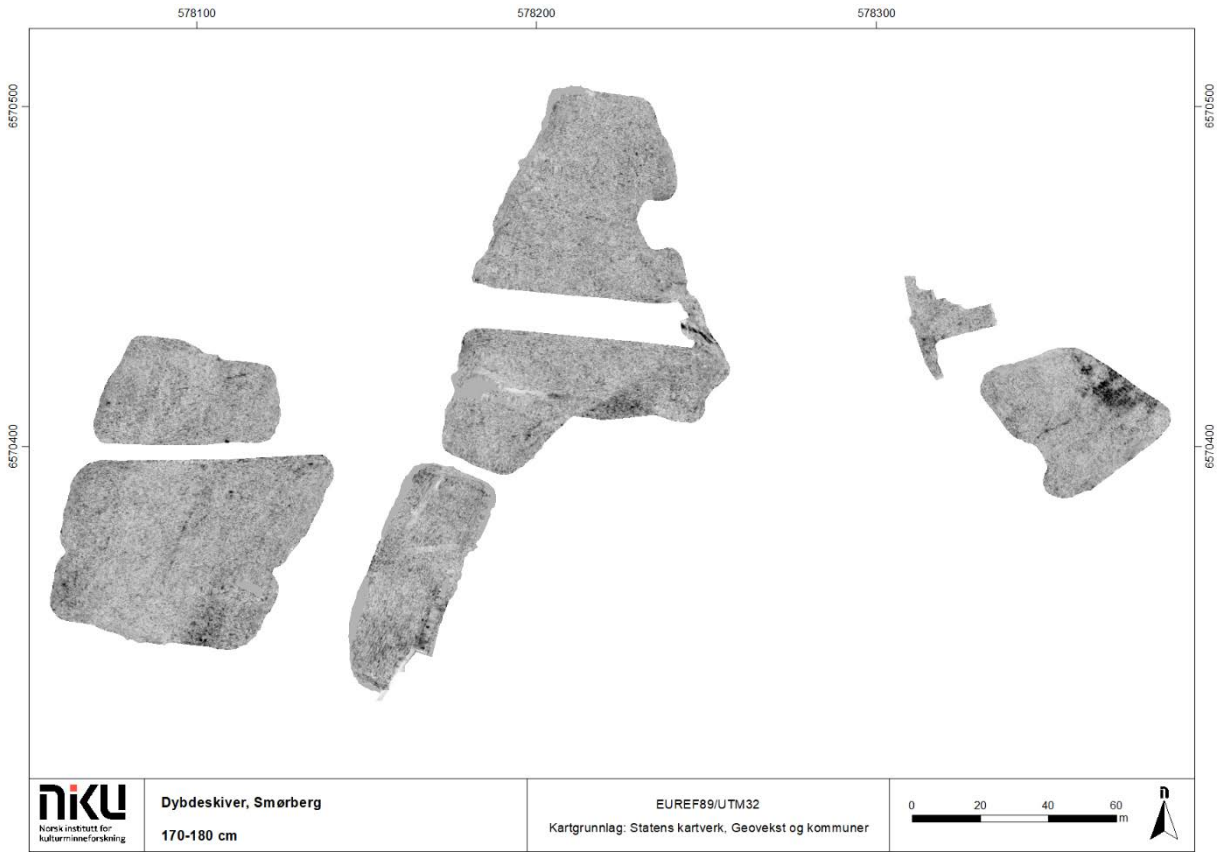 578100
578200
578300
6570500
6570500
6570400
6570400
NIKU
Norsk institutt for
kulturminneforskning
Dybdeskiver, Smørberg
170-180 cm
EUREF89/UTM32
Kartgrunnlag: Statens kartverk, Geovekst og kommuner
0 20 40 60
m
n